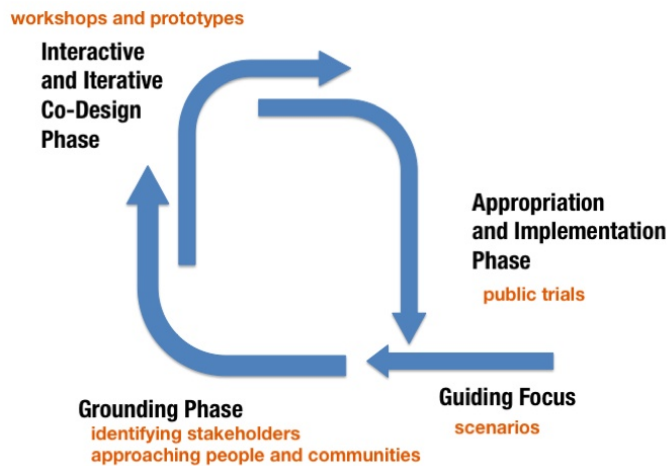 workshops and prototypes
Interactive
and Iterative
Co-Design
Phase
Appropriation
and Implementation
Phase
public trials
Guiding Focus
scenarios
Grounding Phase
identifying stakeholders
approaching people and communities